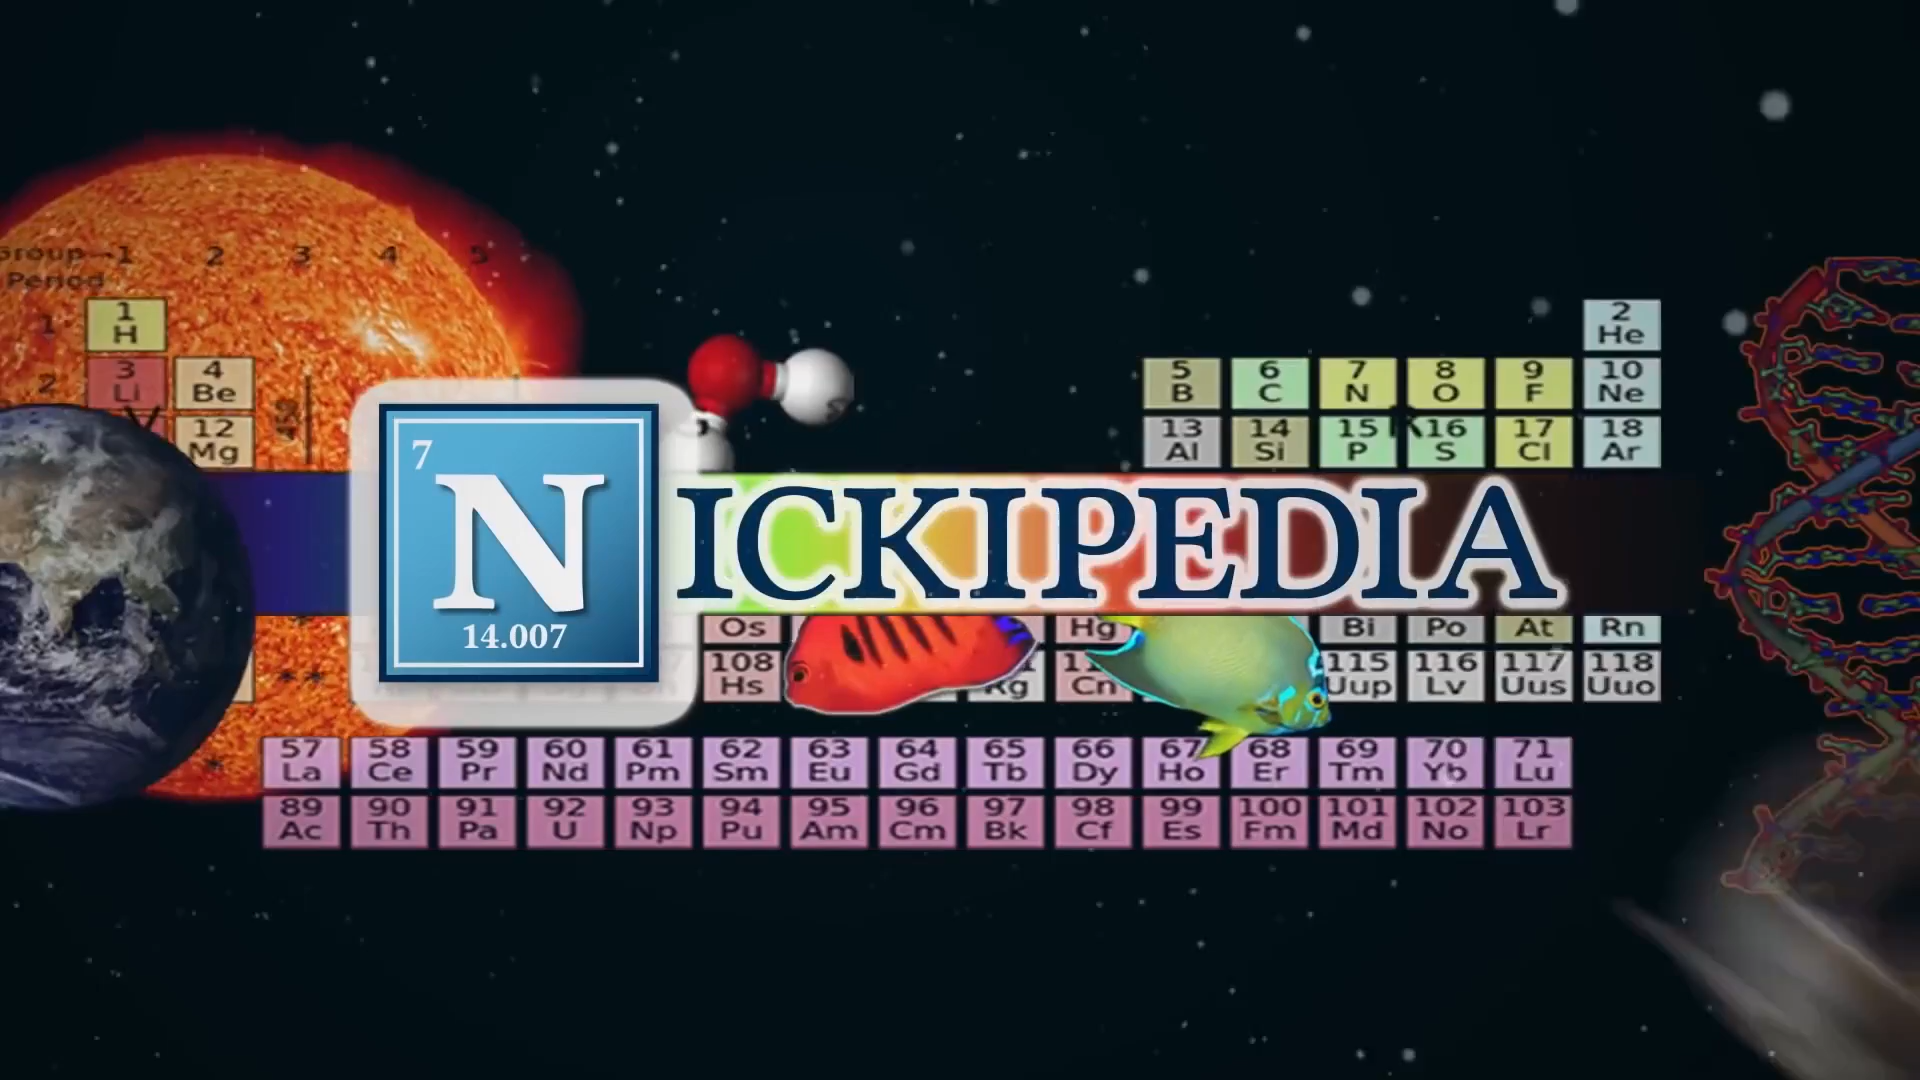 Group→1 2 3 4 5
Period
1 1 2
H He
2 3 4 5 6 7 8 9 10
Li Be B C N O F Ne
12 13 14 15 16 17 18
Mg Al Si P S Cl Ar
7
NICKIPEDIA
14.007
Os Hg Bi Po At Rn
** 108 115 116 117 118
Hs Rg Cn Uup Lv Uus Uuo
* 57 58 59 60 61 62 63 64 65 66 67 68 69 70 71
La Ce Pr Nd Pm Sm Eu Gd Tb Dy Ho Er Tm Yb Lu
89 90 91 92 93 94 95 96 97 98 99 100 101 102 103
Ac Th Pa U Np Pu Am Cm Bk Cf Es Fm Md No Lr